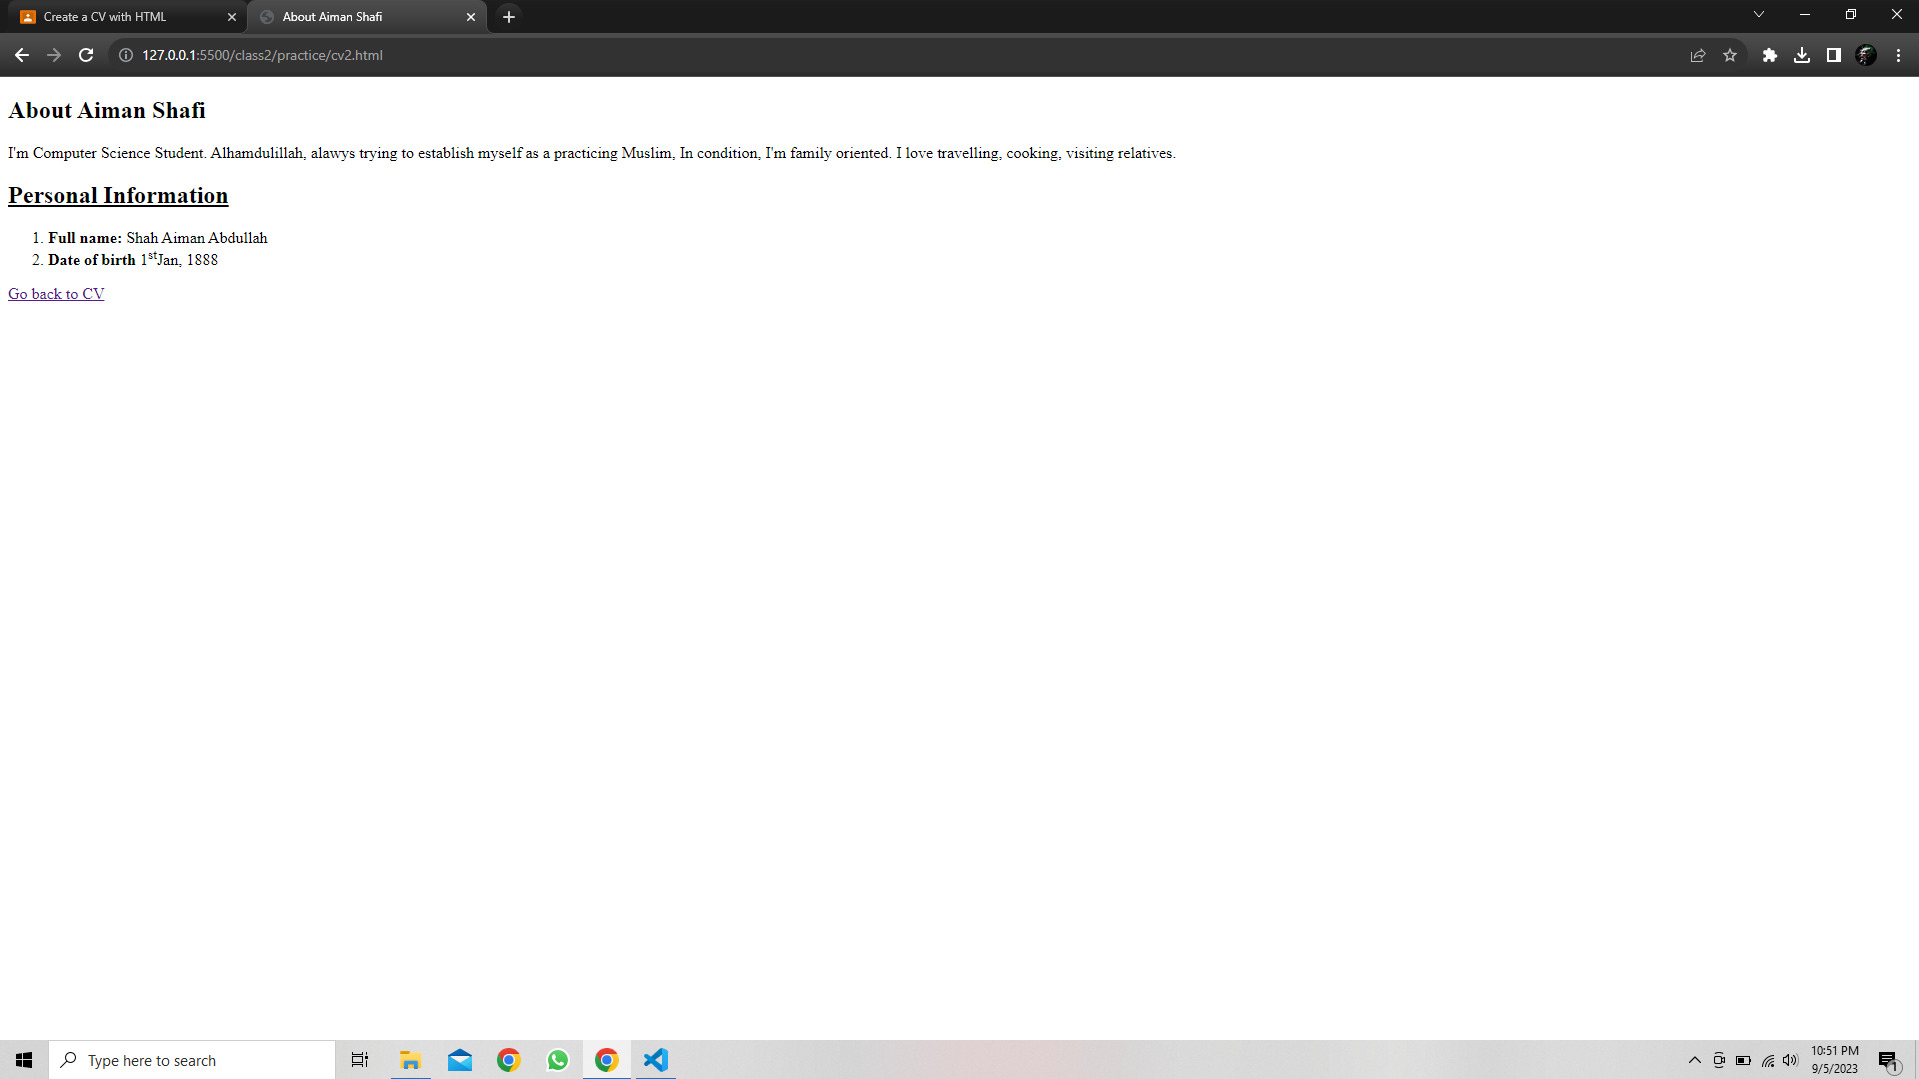 Create a CV with HTML
About Aiman Shafi
127.0.0.1:5500/class2/practice/cv2.html
About Aiman Shafi
I'm Computer Science Student. Alhamdulillah, alawys trying to establish myself as a practicing Muslim, In condition, I'm family oriented. I love travelling, cooking, visiting relatives.
Personal Information
1. Full name: Shah Aiman Abdullah
2. Date of birth 1stJan, 1888
Go back to CV
Type here to search
10:51 PM
9/5/2023
1